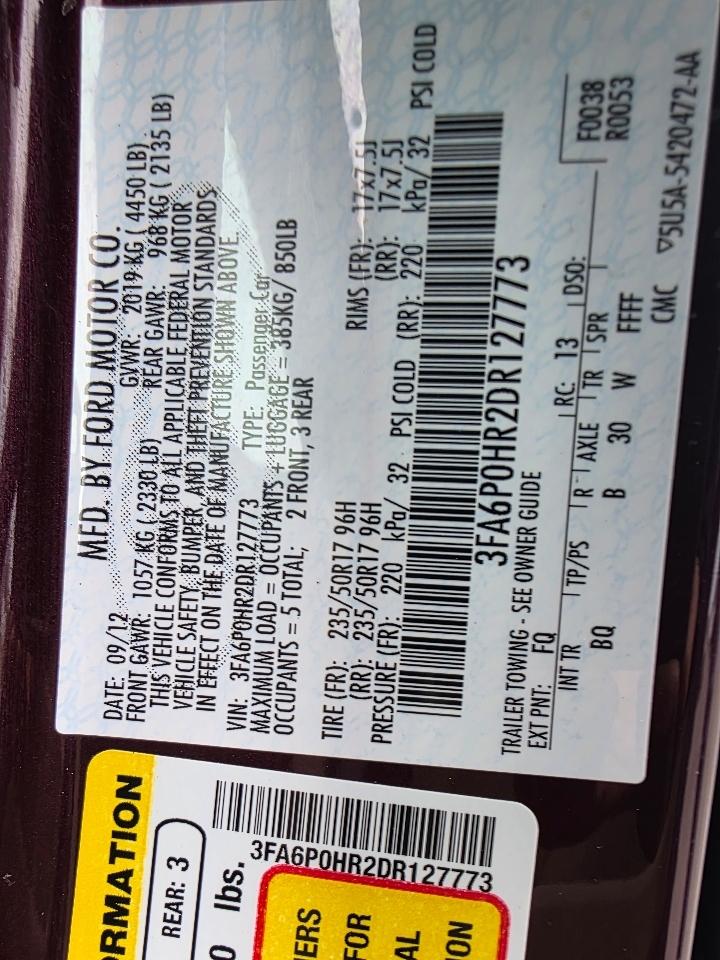 MFD. BY FORD MOTOR CO.
DATE: 09/12 GVWR: 2019 KG ( 4450 LB)
FRONT GAWR: 1057 KG ( 2330 LB) REAR GAWR: 968 KG ( 2135 LB)
THIS VEHICLE CONFORMS TO ALL APPLICABLE FEDERAL MOTOR
VEHICLE SAFETY, BUMPER, AND THEFT PREVENTION STANDARDS
IN EFFECT ON THE DATE OF MANUFACTURE SHOWN ABOVE
VIN: 3FA6P0HR2DR127773 TYPE: Passenger Car
MAXIMUM LOAD = OCCUPANTS + LUGGAGE = 385KG/ 850LB
OCCUPANTS = 5 TOTAL; 2 FRONT, 3 REAR
TIRE (FR): 235/50R17 96H RIMS (FR): 17x7.5J
(RR): 235/50R17 96H (RR): 17x7.5J
PRESSURE (FR): 220 kPa/ 32 PSI COLD (RR): 220 kPa/ 32 PSI COLD
3FA6P0HR2DR127773
TRAILER TOWING - SEE OWNER GUIDE
EXT PNT: FQ RC: 13 DSO: F0038
INT TR TP/PS R AXLE TR SPR R0053
BQ B 30 W FFF
CMC ▽5U5A-5420472-AA
RMATION
REAR: 3
0 lbs.
3FA6P0HR2DR127773
ERS
FOR
AL
ON